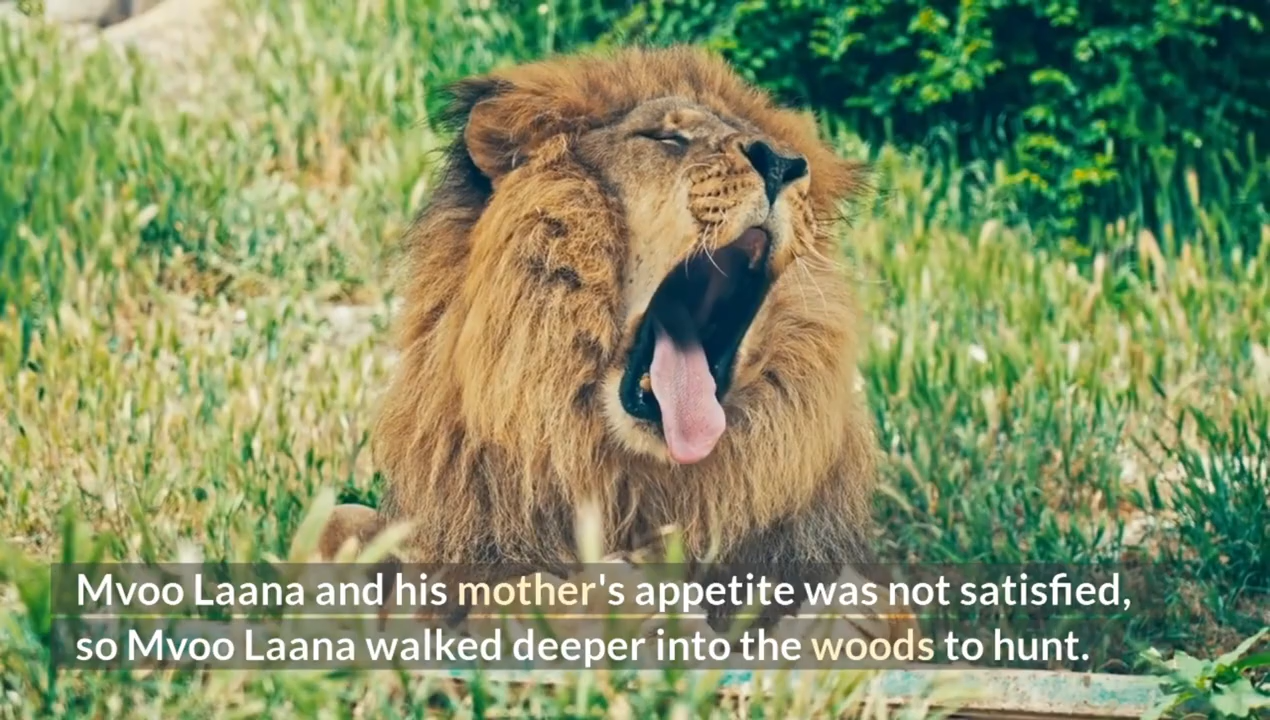 Mvoo Laana and his mother's appetite was not satisfied,
so Mvoo Laana walked deeper into the woods to hunt.